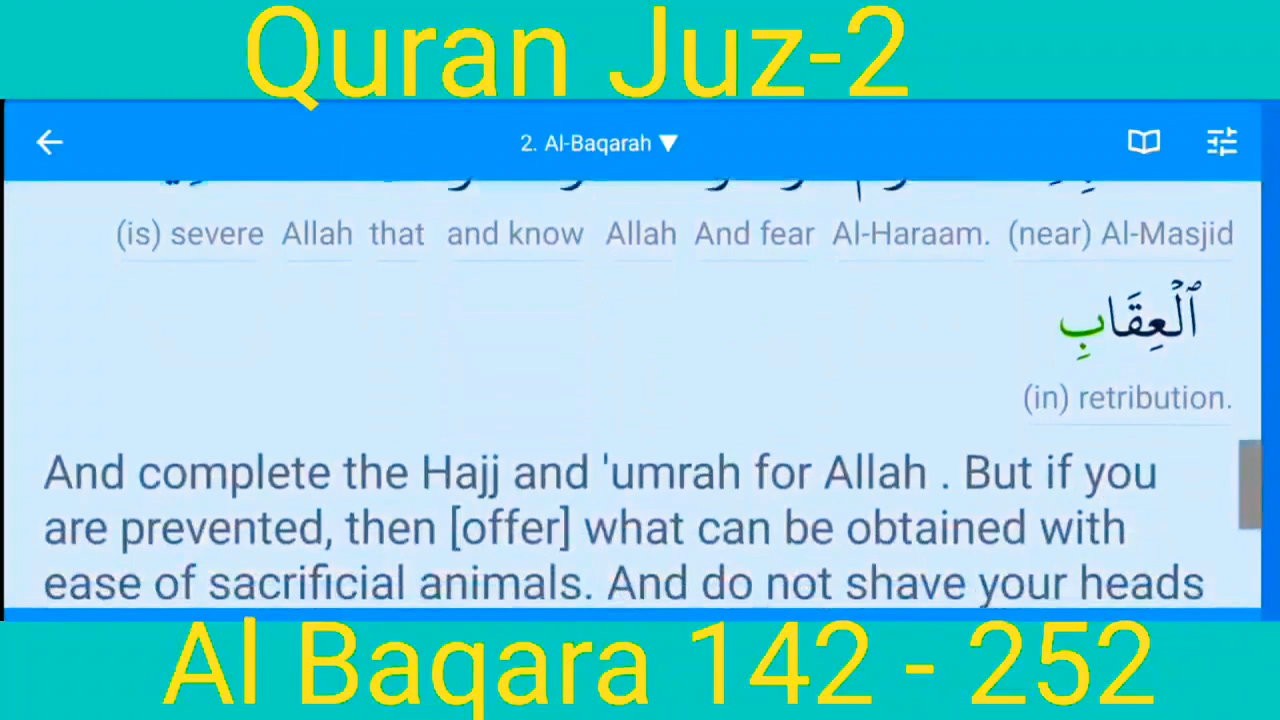 Quran Juz-2
2. Al-Baqarah ▼
(is) severe Allah that and know Allah And fear Al-Haraam. (near) Al-Masjid
ٱلْعِقَابِ
(in) retribution.
And complete the Hajj and 'umrah for Allah . But if you
are prevented, then [offer] what can be obtained with
ease of sacrificial animals. And do not shave your heads
Al Baqara 142 - 252